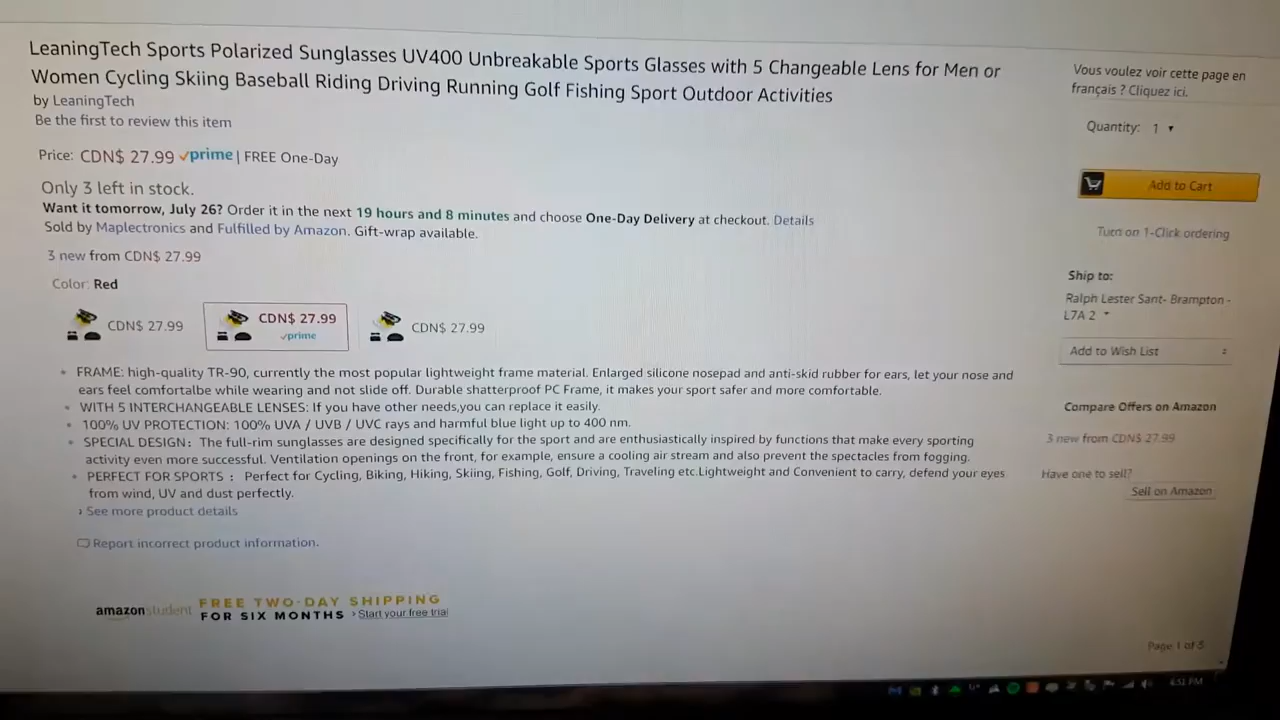 LeaningTech Sports Polarized Sunglasses UV400 Unbreakable Sports Glasses with 5 Changeable Lens for Men or
Women Cycling Skiing Baseball Riding Driving Running Golf Fishing Sport Outdoor Activities
by LeaningTech
Be the first to review this item
Price: CDN$ 27.99 prime | FREE One-Day
Only 3 left in stock.
Want it tomorrow, July 26? Order it in the next 19 hours and 8 minutes and choose One-Day Delivery at checkout. Details
Sold by Maplectronics and Fulfilled by Amazon. Gift-wrap available.
3 new from CDN$ 27.99
Color: Red
CDN$ 27.99
CDN$ 27.99
prime
CDN$ 27.99
• FRAME: high-quality TR-90, currently the most popular lightweight frame material. Enlarged silicone nosepad and anti-skid rubber for ears, let your nose and
ears feel comfortalbe while wearing and not slide off. Durable shatterproof PC Frame, it makes your sport safer and more comfortable.
• WITH 5 INTERCHANGEABLE LENSES: If you have other needs,you can replace it easily.
• 100% UV PROTECTION: 100% UVA / UVB / UVC rays and harmful blue light up to 400 nm.
• SPECIAL DESIGN: The full-rim sunglasses are designed specifically for the sport and are enthusiastically inspired by functions that make every sporting
activity even more successful. Ventilation openings on the front, for example, ensure a cooling air stream and also prevent the spectacles from fogging.
• PERFECT FOR SPORTS : Perfect for Cycling, Biking, Hiking, Skiing, Fishing, Golf, Driving, Traveling etc.Lightweight and Convenient to carry, defend your eyes
from wind, UV and dust perfectly.
› See more product details
Report incorrect product information.
amazonstudent FREE TWO-DAY SHIPPING
FOR SIX MONTHS › Start your free trial
Vous voulez voir cette page en
français ? Cliquez ici.
Quantity: 1
Add to Cart
Turn on 1-Click ordering
Ship to:
Ralph Lester Sant- Brampton -
L7A 2
Add to Wish List
Compare Offers on Amazon
3 new from CDN$ 27.99
Have one to sell?
Sell on Amazon
Page 1 of 5
4:51 PM